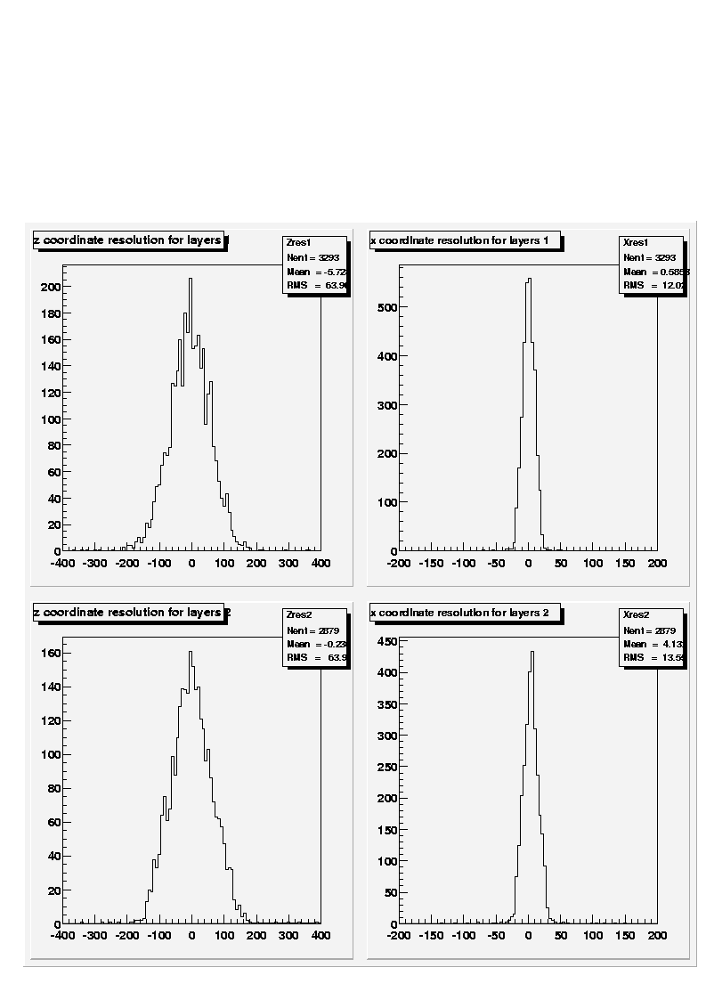 z coordinate resolution for layers 1
Zres1
Nent = 3293
Mean = -5.72
RMS = 63.9
200
180
160
140
120
100
80
60
40
20
0
-400 -300 -200 -100 0 100 200 300 400
x coordinate resolution for layers 1
Xres1
Nent = 3293
Mean = 0.5858
RMS = 12.0
500
400
300
200
100
0
-200 -150 -100 -50 0 50 100 150 200
z coordinate resolution for layers 2
Zres2
Nent = 2879
Mean = -0.23
RMS = 63.9
160
140
120
100
80
60
40
20
0
-400 -300 -200 -100 0 100 200 300 400
x coordinate resolution for layers 2
Xres2
Nent = 2879
Mean = 4.13
RMS = 13.5
450
400
350
300
250
200
150
100
50
0
-200 -150 -100 -50 0 50 100 150 200